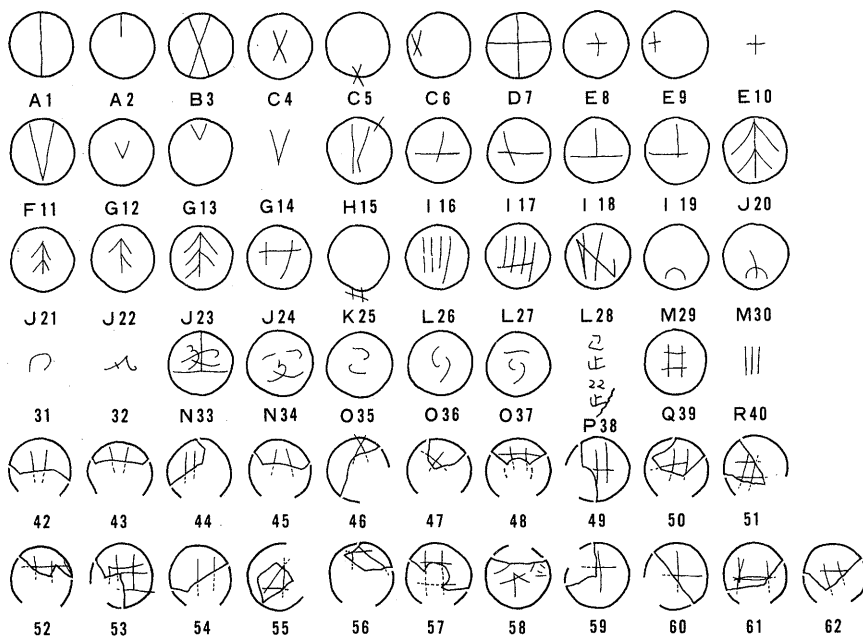 A1 A2 B3 C4 C5 C6 D7 E8 E9 E10
F11 G12 G13 G14 H15 I16 I17 I18 I19 J20
J21 J22 J23 J24 K25 L26 L27 L28 M29 M30
31 32 N33 N34 O35 O36 O37 P38 Q39 R40
42 43 44 45 46 47 48 49 50 51
52 53 54 55 56 57 58 59 60 61 62